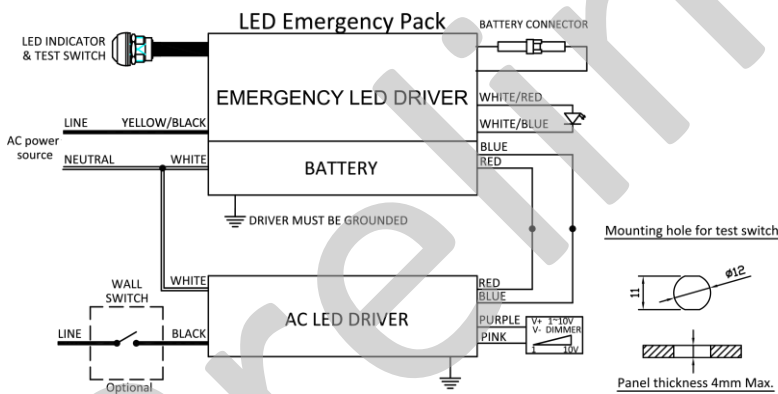 LED Emergency Pack
BATTERY CONNECTOR
LED INDICATOR
& TEST SWITCH
EMERGENCY LED DRIVER
WHITE/RED
WHITE/BLUE
LINE
YELLOW/BLACK
AC power
source
NEUTRAL
WHITE
BATTERY
BLUE
RED
DRIVER MUST BE GROUNDED
Mounting hole for test switch
ø12
11
WALL
SWITCH
WHITE
LINE
BLACK
Optional
AC LED DRIVER
RED
BLUE
PURPLE
PINK
V+ 1~10V
V- DIMMER
1 10V
Panel thickness 4mm Max.
relin